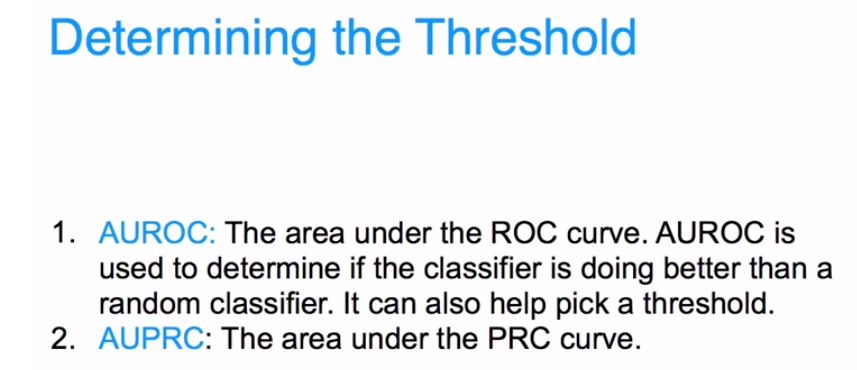 Determining the Threshold
1. AUROC: The area under the ROC curve. AUROC is
used to determine if the classifier is doing better than a
random classifier. It can also help pick a threshold.
2. AUPRC: The area under the PRC curve.